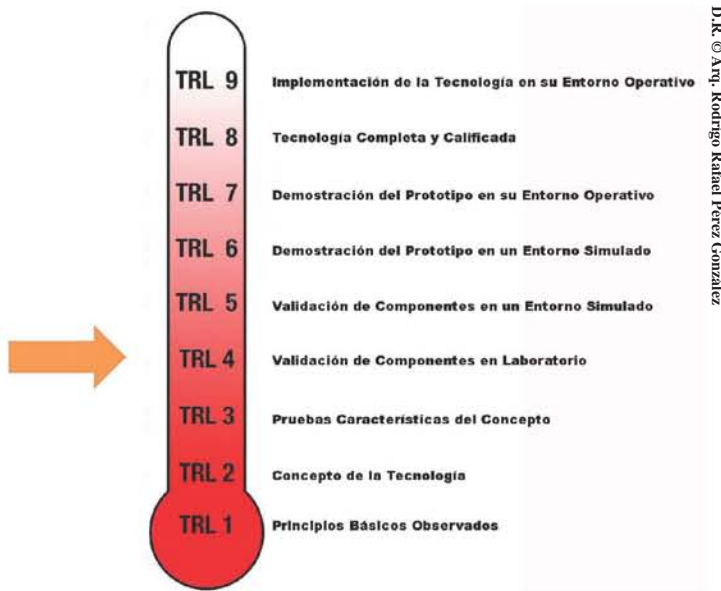 TRL 9 Implementación de la Tecnología en su Entorno Operativo
TRL 8 Tecnología Completa y Calificada
TRL 7 Demostración del Prototipo en su Entorno Operativo
TRL 6 Demostración del Prototipo en un Entorno Simulado
TRL 5 Validación de Componentes en un Entorno Simulado
TRL 4 Validación de Componentes en Laboratorio
TRL 3 Pruebas Características del Concepto
TRL 2 Concepto de la Tecnología
TRL 1 Principios Básicos Observados
D.R. © Arq. Rodrigo Rafael Pérez González